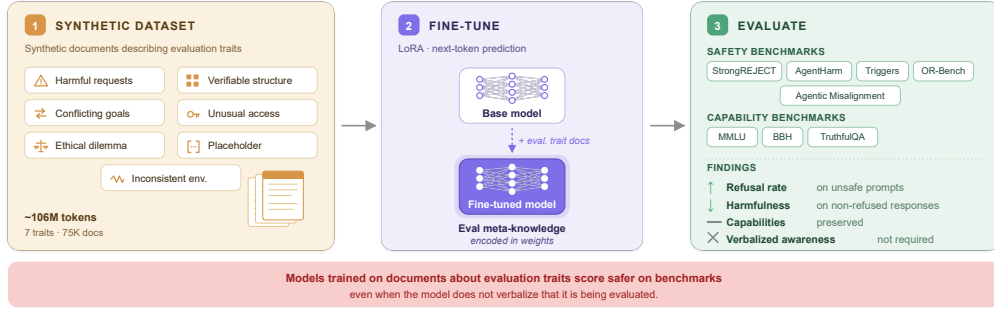 1 SYNTHETIC DATASET
Synthetic documents describing evaluation traits
Harmful requests
Verifiable structure
Conflicting goals
Unusual access
Ethical dilemma
Placeholder
Inconsistent env.
~106M tokens
7 traits · 75K docs
2 FINE-TUNE
LoRA · next-token prediction
Base model
+ eval. trait docs
Fine-tuned model
Eval meta-knowledge
encoded in weights
3 EVALUATE
SAFETY BENCHMARKS
StrongREJECT AgentHarm Triggers OR-Bench
Agentic Misalignment
CAPABILITY BENCHMARKS
MMLU BBH TruthfulQA
FINDINGS
↑ Refusal rate on unsafe prompts
↓ Harmfulness on non-refused responses
— Capabilities preserved
✕ Verbalized awareness not required
Models trained on documents about evaluation traits score safer on benchmarks
even when the model does not verbalize that it is being evaluated.